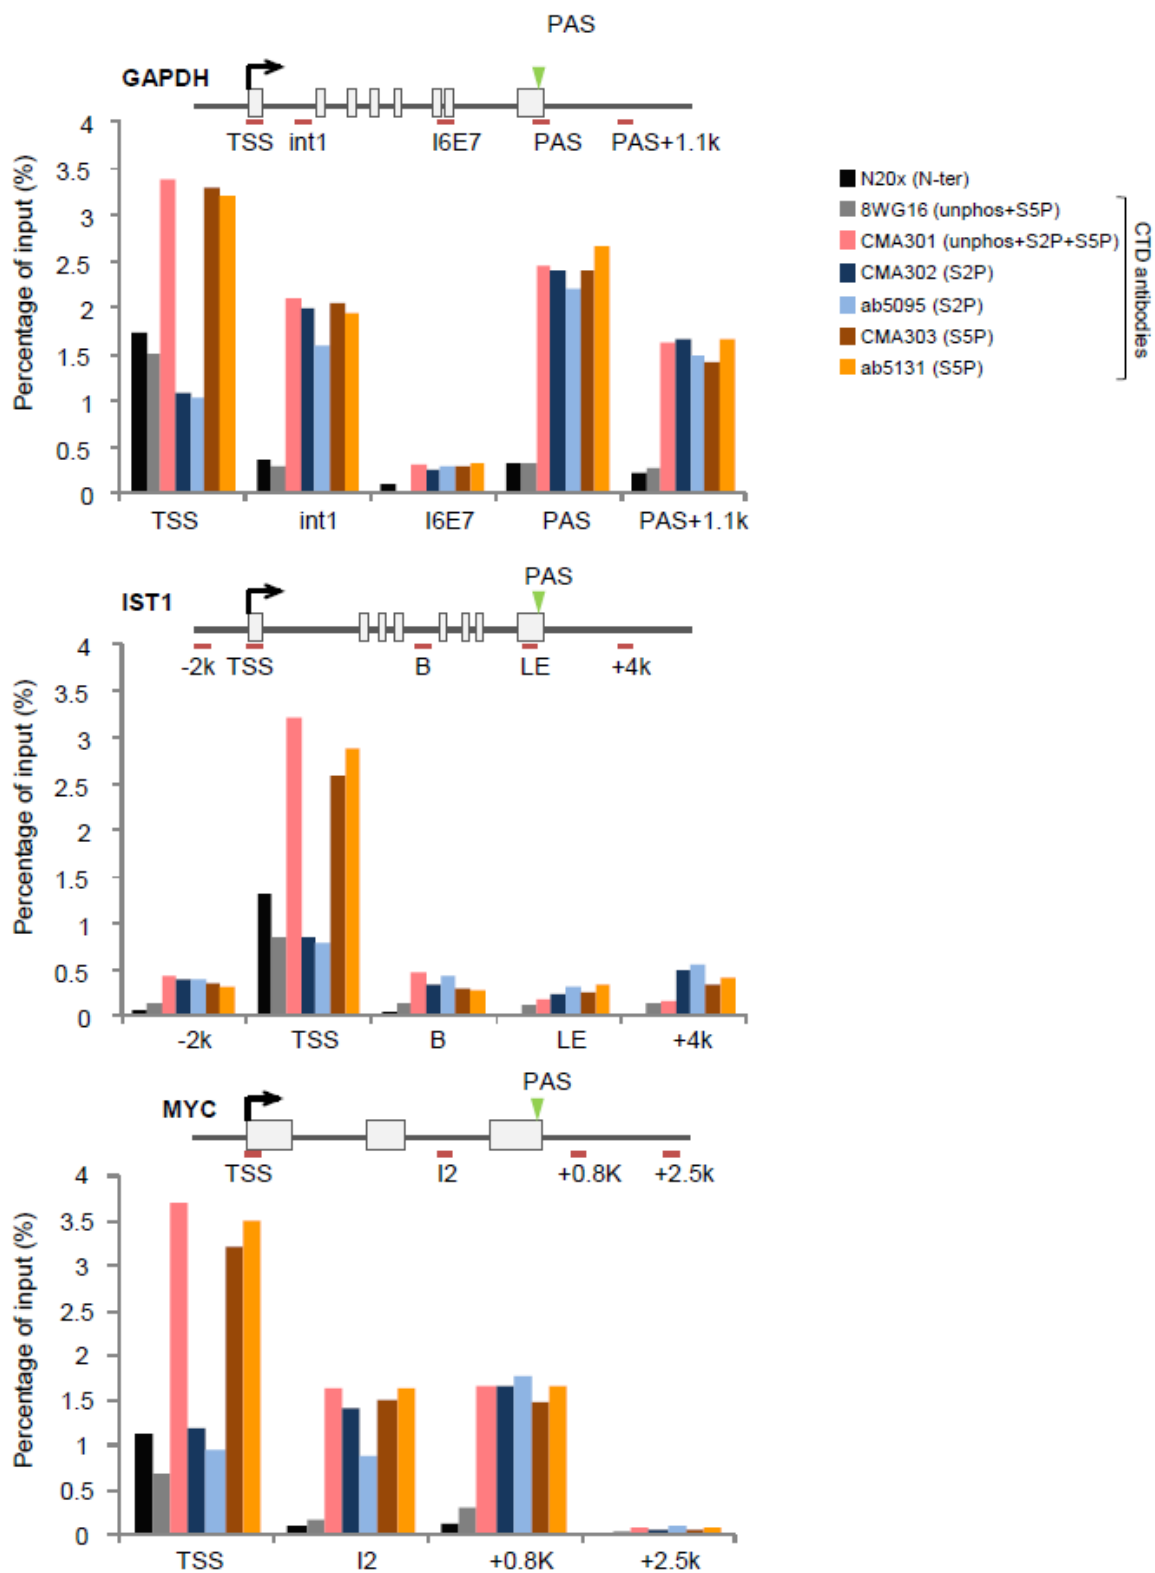 PAS
GAPDH
TSS int1 I6E7 PAS PAS+1.1k
Percentage of input (%)
4
3.5
3
2.5
2
1.5
1
0.5
0
TSS int1 I6E7 PAS PAS+1.1k
N20x (N-ter)
8WG16 (unphos+S5P)
CMA301 (unphos+S2P+S5P)
CMA302 (S2P)
ab5095 (S2P)
CMA303 (S5P)
ab5131 (S5P)
CTD antibodies
PAS
IST1
-2k TSS B LE +4k
Percentage of input (%)
4
3.5
3
2.5
2
1.5
1
0.5
0
-2k TSS B LE +4k
PAS
MYC
TSS I2 +0.8K +2.5k
Percentage of input (%)
4
3.5
3
2.5
2
1.5
1
0.5
0
TSS I2 +0.8K +2.5k